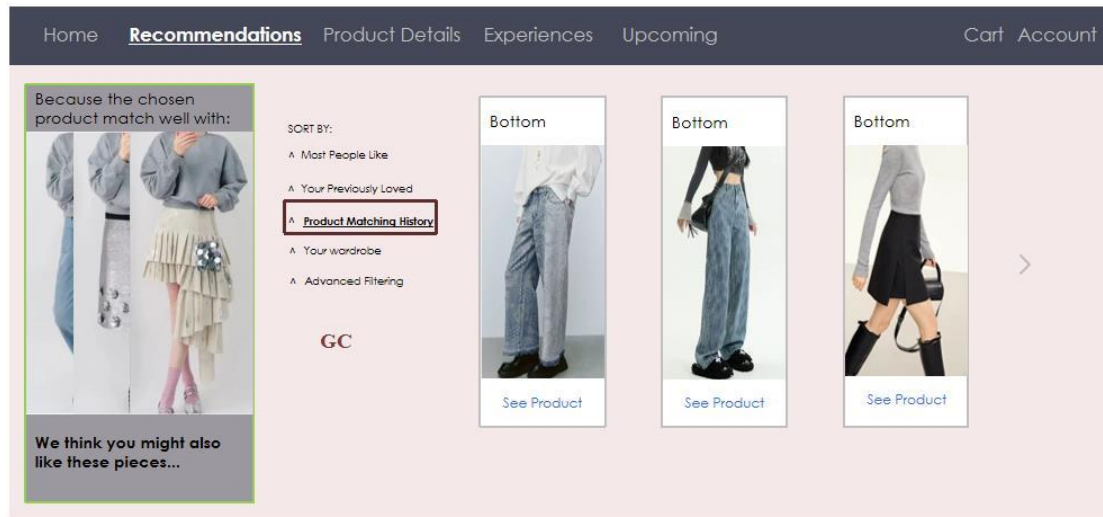 Home Recommendations Product Details Experiences Upcoming Cart Account
Because the chosen
product match well with:
We think you might also
like these pieces...
SORT BY:
^ Most People Like
^ Your Previously Loved
^ Product Matching History
^ Your wardrobe
^ Advanced Filtering
GC
Bottom
See Product
Bottom
See Product
Bottom
See Product
>